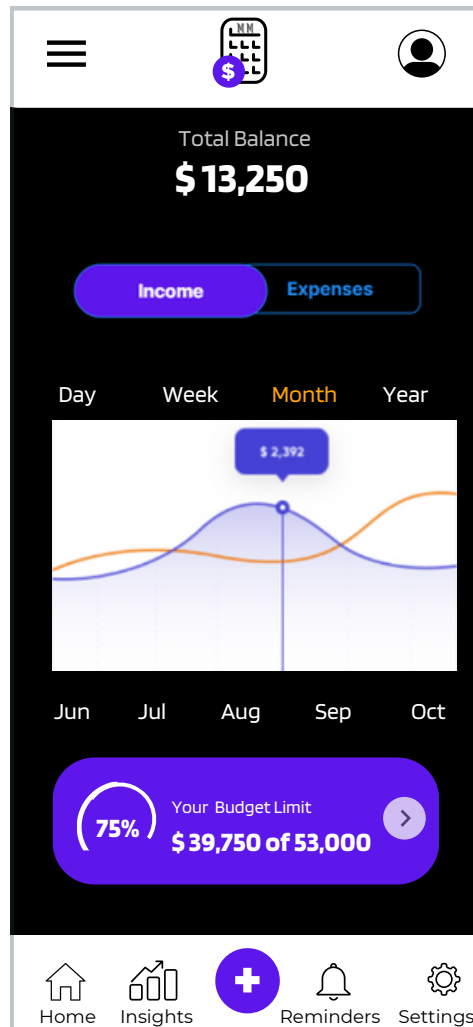 MM
$
Total Balance
$ 13,250
Income Expenses
Day Week Month Year
$ 2,392
Jun Jul Aug Sep Oct
75%
Your Budget Limit
$ 39,750 of 53,000
Home Insights Reminders Settings